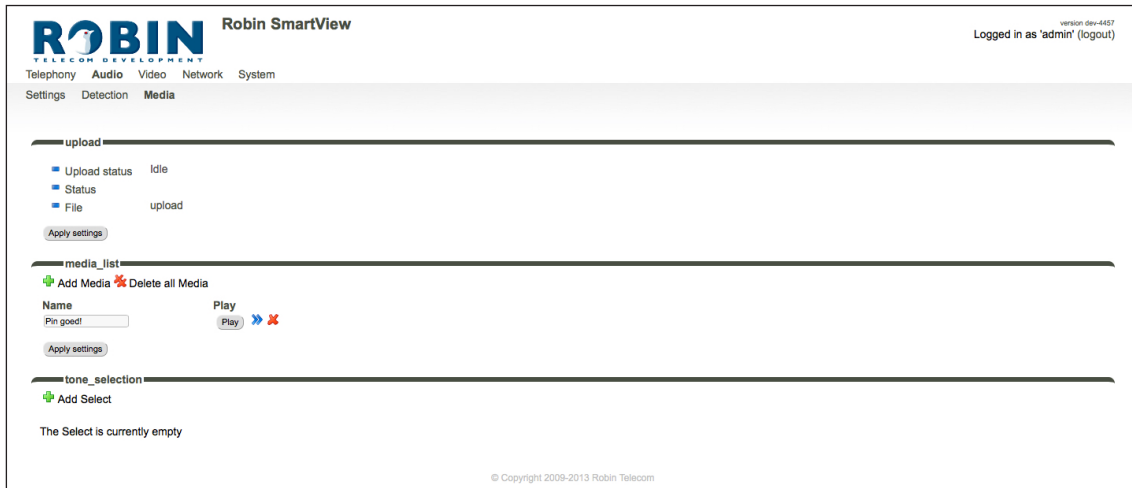 ROBIN
TELECOM DEVELOPMENT
Robin SmartView
version dev-4457
Logged in as 'admin' (logout)
Telephony Audio Video Network System
Settings Detection Media
upload
Upload status Idle
Status
File upload
Apply settings
media_list
Add Media Delete all Media
Name Play
Pin goed! Play
Apply settings
tone_selection
Add Select
The Select is currently empty
© Copyright 2009-2013 Robin Telecom